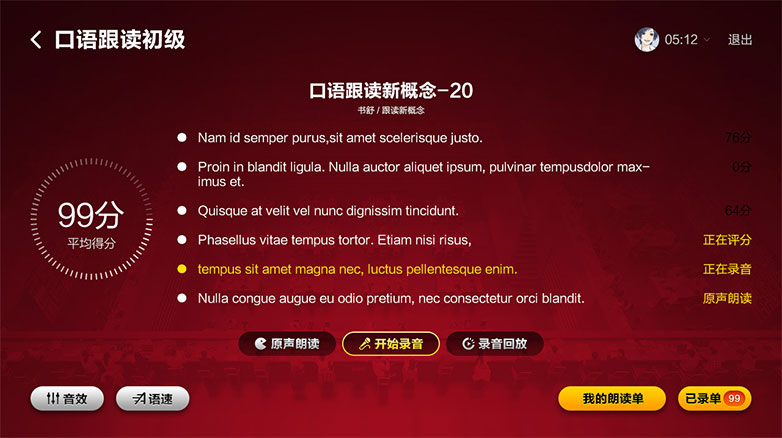 口语跟读初级
05:12
退出
口语跟读新概念-20
书舒 / 跟读新概念
Nam id semper purus,sit amet scelerisque justo.
76分
Proin in blandit ligula. Nulla auctor aliquet ipsum, pulvinar tempusdolor max-
imus et.
0分
Quisque at velit vel nunc dignissim tincidunt.
64分
Phasellus vitae tempus tortor. Etiam nisi risus,
正在评分
tempus sit amet magna nec, luctus pellentesque enim.
正在录音
Nulla congue augue eu odio pretium, nec consectetur orci blandit.
原声朗读
99分
平均得分
原声朗读
开始录音
录音回放
音效
语速
我的朗读单
已录单 99